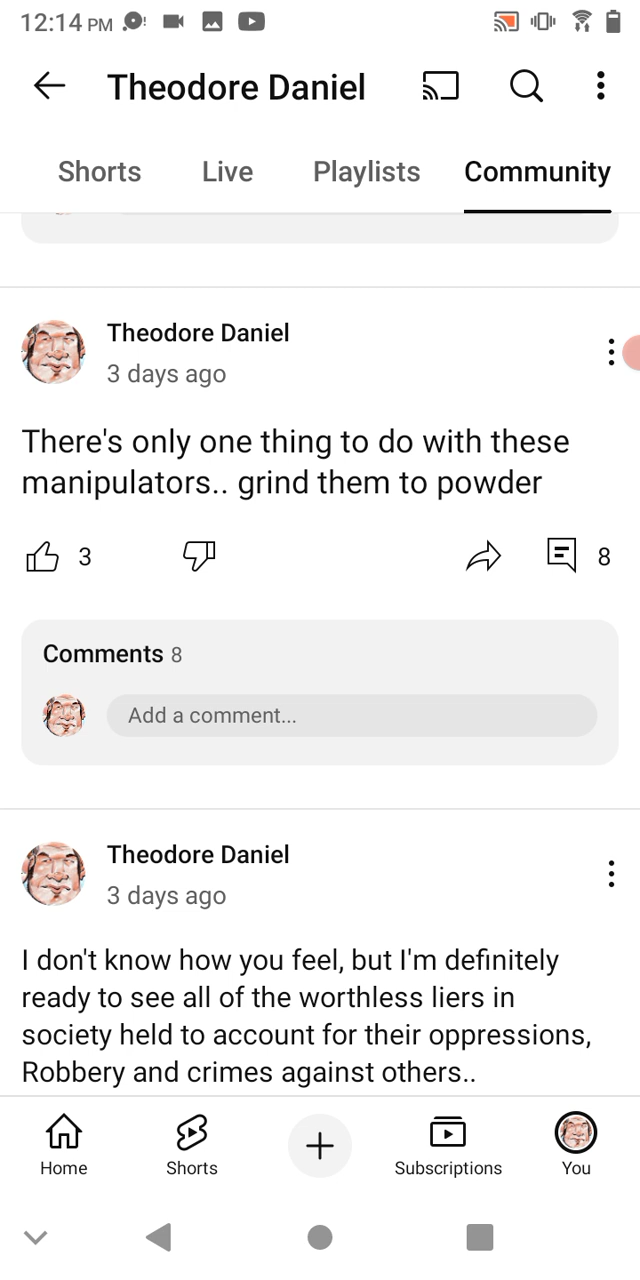 12:14 PM
Theodore Daniel
Shorts Live Playlists Community
Theodore Daniel
3 days ago
There's only one thing to do with these
manipulators.. grind them to powder
3 8
Comments 8
Add a comment...
Theodore Daniel
3 days ago
I don't know how you feel, but I'm definitely
ready to see all of the worthless liers in
society held to account for their oppressions,
Robbery and crimes against others..
Home Shorts Subscriptions You